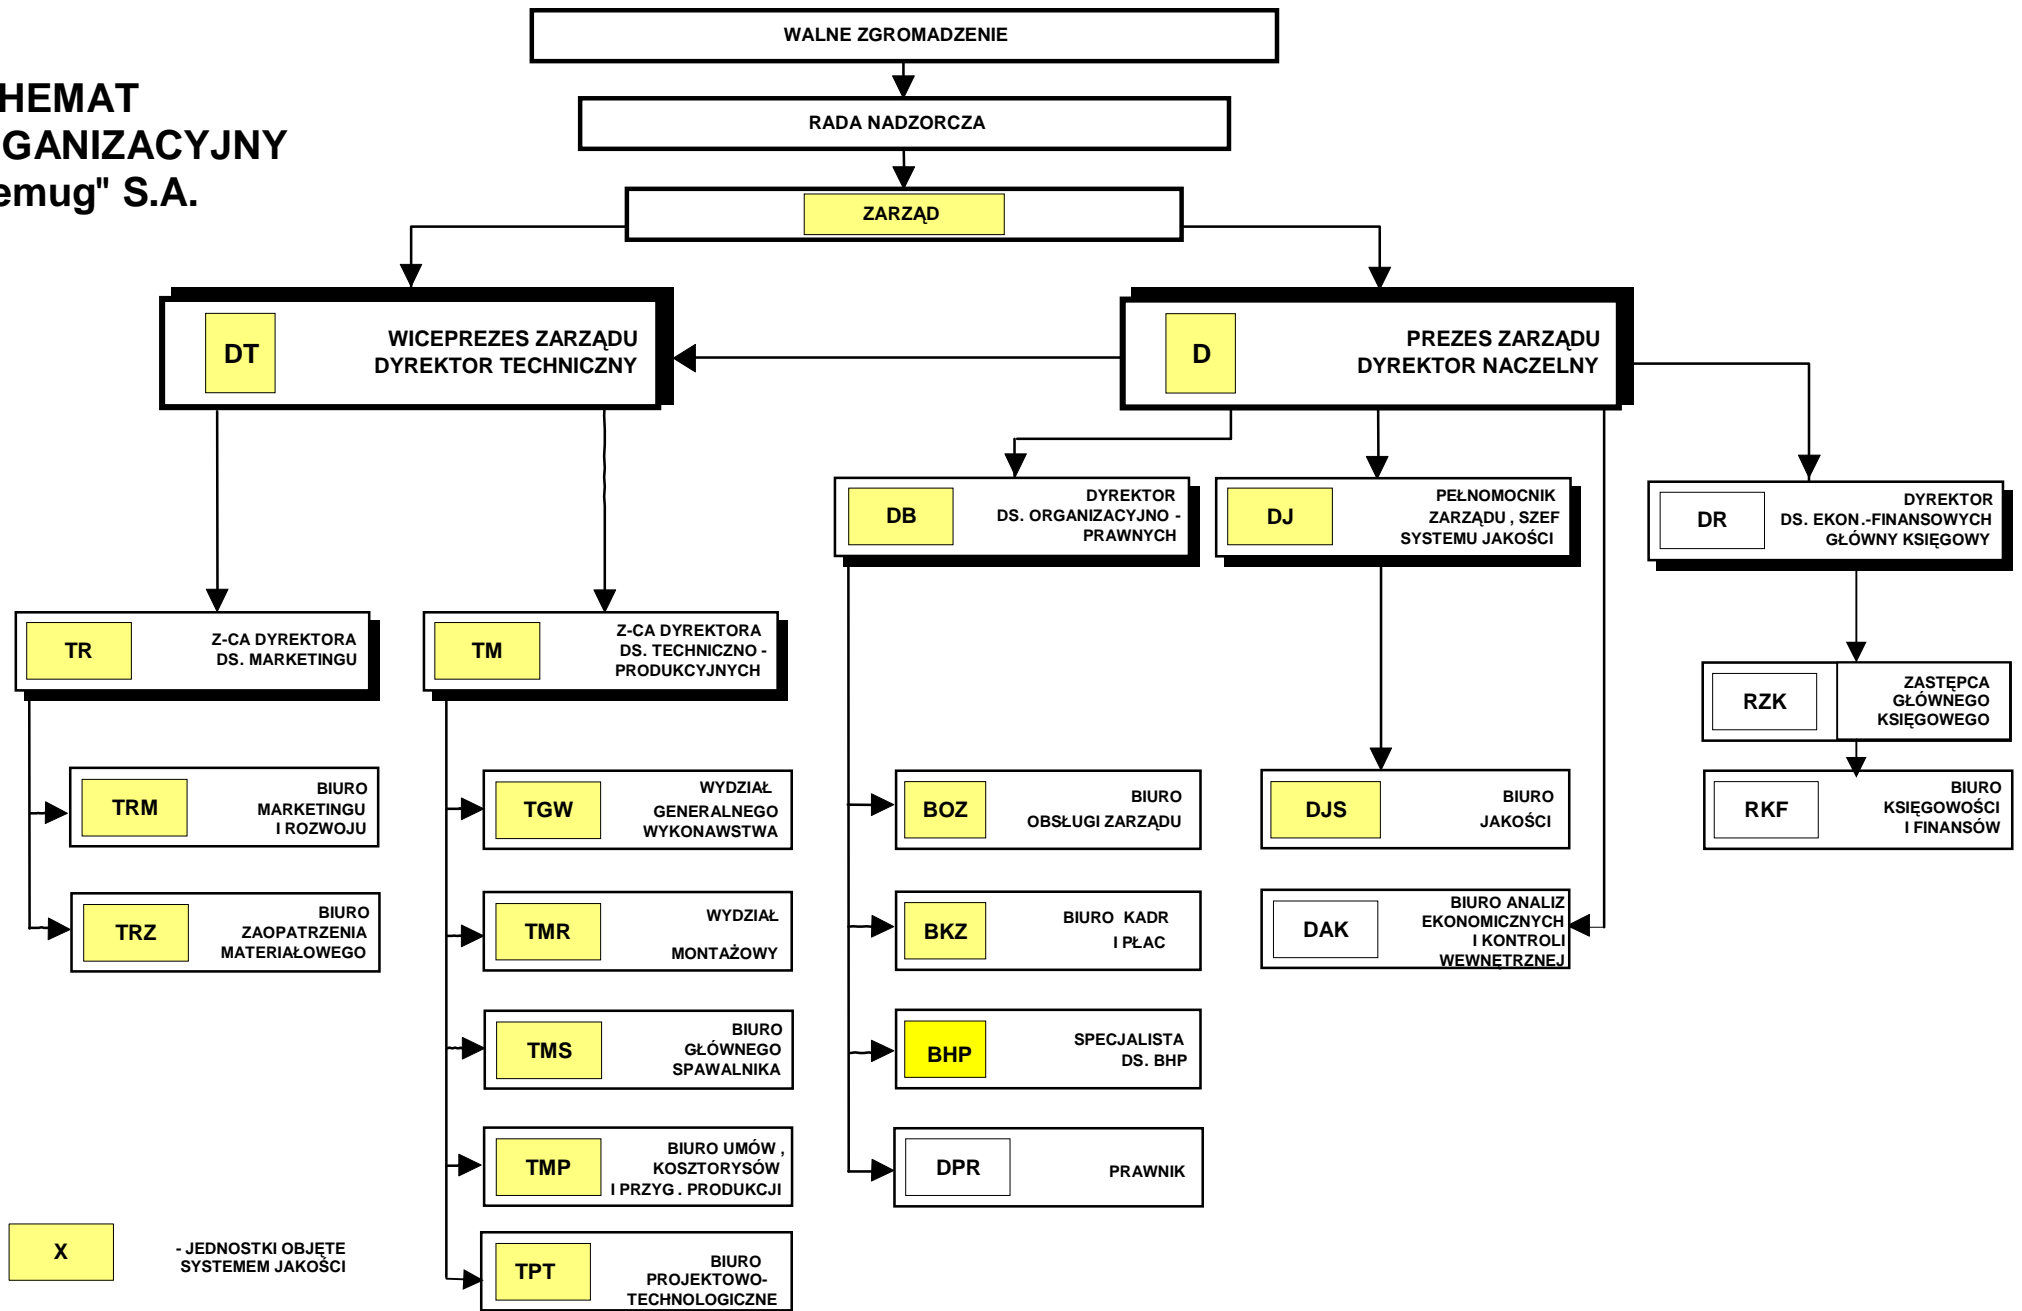 WALNE ZGROMADZENIE
HEMAT
GANIZACYJNY
emug" S.A.
RADA NADZORCZA
ZARZĄD
DT
WICEPREZES ZARZĄDU
DYREKTOR TECHNICZNY
D
PREZES ZARZĄDU
DYREKTOR NACZELNY
DB
DYREKTOR
DS. ORGANIZACYJNO -
PRAWNYCH
DJ
PEŁNOMOCNIK
ZARZĄDU , SZEF
SYSTEMU JAKOŚCI
DR
DYREKTOR
DS. EKON.-FINANSOWYCH
GŁÓWNY KSIĘGOWY
TR
Z-CA DYREKTORA
DS. MARKETINGU
TM
Z-CA DYREKTORA
DS. TECHNICZNO -
PRODUKCYJNYCH
RZK
ZASTĘPCA
GŁÓWNEGO
KSIĘGOWEGO
TRM
BIURO
MARKETINGU
I ROZWOJU
TGW
WYDZIAŁ
GENERALNEGO
WYKONAWSTWA
BOZ
BIURO
OBSŁUGI ZARZĄDU
DJS
BIURO
JAKOŚCI
RKF
BIURO
KSIĘGOWOŚCI
I FINANSÓW
TRZ
BIURO
ZAOPATRZENIA
MATERIAŁOWEGO
TMR
WYDZIAŁ
MONTAŻOWY
BKZ
BIURO KADR
I PŁAC
DAK
BIURO ANALIZ
EKONOMICZNYCH
I KONTROLI
WEWNĘTRZNEJ
TMS
BIURO
GŁÓWNEGO
SPAWALNIKA
BHP
SPECJALISTA
DS. BHP
TMP
BIURO UMÓW ,
KOSZTORYSÓW
I PRZYG . PRODUKCJI
DPR
PRAWNIK
X
- JEDNOSTKI OBJĘTE
SYSTEMEM JAKOŚCI
TPT
BIURO
PROJEKTOWO-
TECHNOLOGICZNE